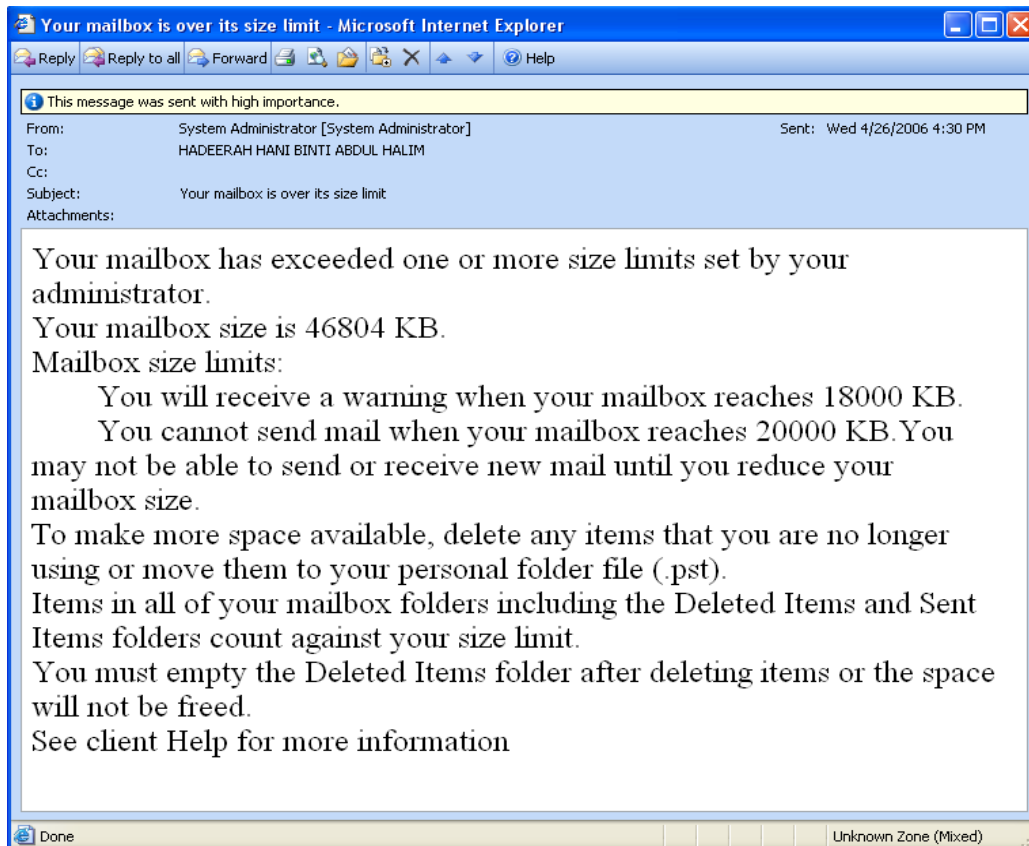 Your mailbox is over its size limit - Microsoft Internet Explorer
Reply Reply to all Forward Help
This message was sent with high importance.
From: System Administrator [System Administrator] Sent: Wed 4/26/2006 4:30 PM
To: HADEERAH HANI BINTI ABDUL HALIM
Cc:
Subject: Your mailbox is over its size limit
Attachments:
Your mailbox has exceeded one or more size limits set by your
administrator.
Your mailbox size is 46804 KB.
Mailbox size limits:
You will receive a warning when your mailbox reaches 18000 KB.
You cannot send mail when your mailbox reaches 20000 KB.You
may not be able to send or receive new mail until you reduce your
mailbox size.
To make more space available, delete any items that you are no longer
using or move them to your personal folder file (.pst).
Items in all of your mailbox folders including the Deleted Items and Sent
Items folders count against your size limit.
You must empty the Deleted Items folder after deleting items or the space
will not be freed.
See client Help for more information
Done Unknown Zone (Mixed)